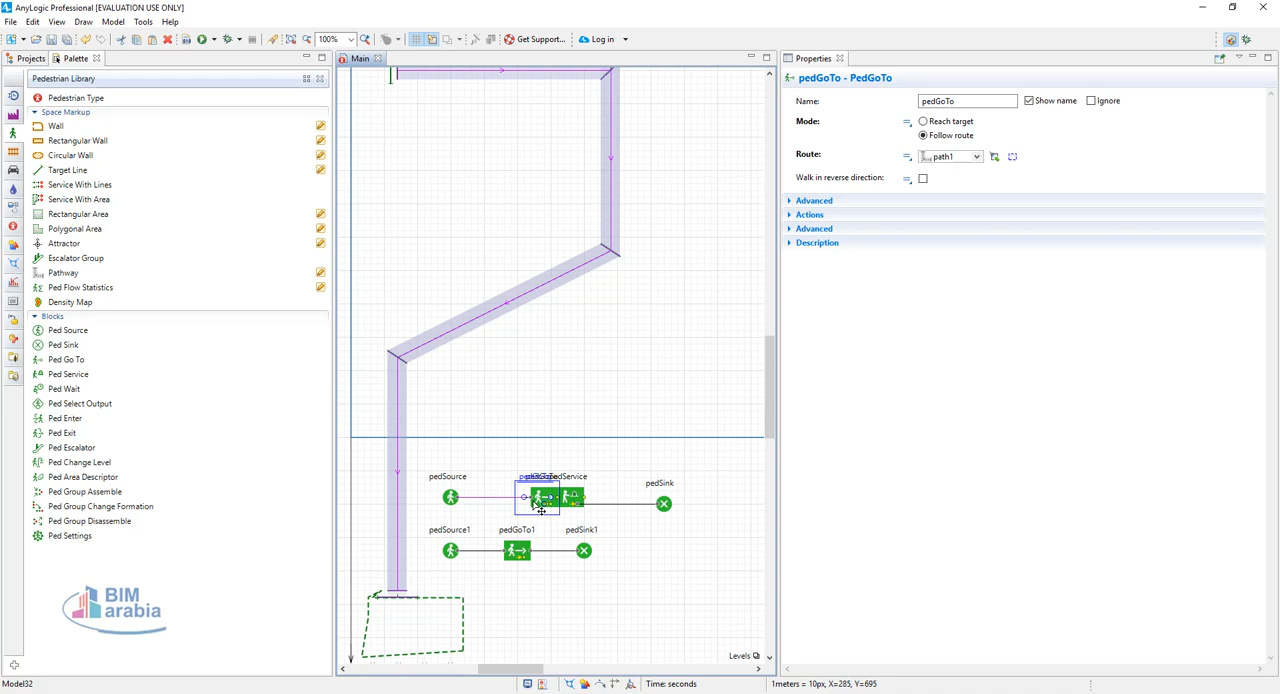 AnyLogic Professional [EVALUATION USE ONLY]
File Edit View Draw Model Tools Help
100% Get Support... Log in
Projects Palette Main Properties
Pedestrian Library
Pedestrian Type
Space Markup
Wall
Rectangular Wall
Circular Wall
Target Line
Service With Lines
Service With Area
Rectangular Area
Polygonal Area
Attractor
Escalator Group
Pathway
Ped Flow Statistics
Density Map
Blocks
Ped Source
Ped Sink
Ped Go To
Ped Service
Ped Wait
Ped Select Output
Ped Enter
Ped Exit
Ped Escalator
Ped Change Level
Ped Area Descriptor
Ped Group Assemble
Ped Group Change Formation
Ped Group Disassemble
Ped Settings
BIM
arabia
pedSource
pedSink
pedSource1 pedGoTo1 pedSink1
Levels
pedGoTo - PedGoTo
Name: pedGoTo Show name Ignore
Mode: Reach target
Follow route
Route: path1
Walk in reverse direction:
Advanced
Actions
Advanced
Description
Model32 Time: seconds 1meters = 10px, X=285, Y=695